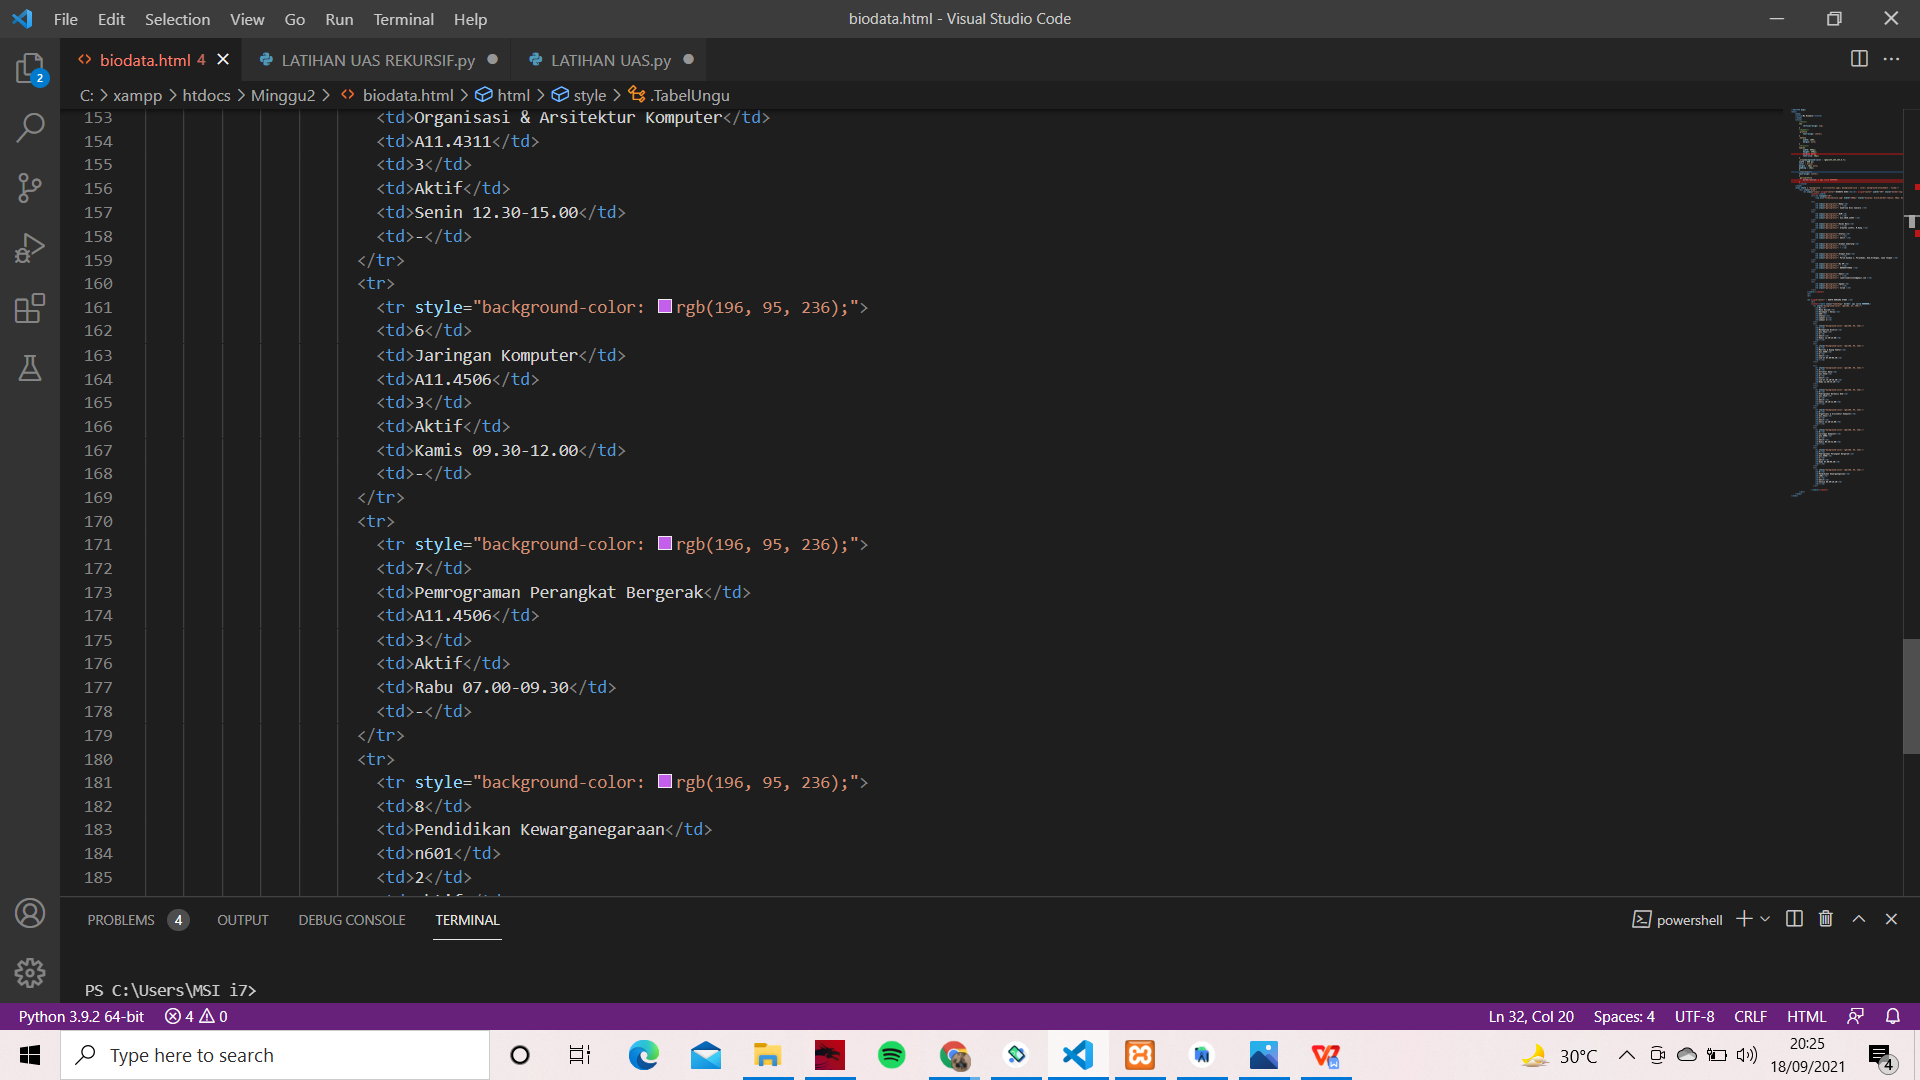 File Edit Selection View Go Run Terminal Help
biodata.html - Visual Studio Code
biodata.html 4
LATIHAN UAS REKURSIF.py
LATIHAN UAS.py
2
C: > xampp > htdocs > Minggu2 > biodata.html > html > style > .TabelUngu
153 <td>Organisasi & Arsitektur Komputer</td>
154 <td>A11.4311</td>
155 <td>3</td>
156 <td>Aktif</td>
157 <td>Senin 12.30-15.00</td>
158 <td>-</td>
159 </tr>
160 <tr>
161 <tr style="background-color: rgb(196, 95, 236);">
162 <td>6</td>
163 <td>Jaringan Komputer</td>
164 <td>A11.4506</td>
165 <td>3</td>
166 <td>Aktif</td>
167 <td>Kamis 09.30-12.00</td>
168 <td>-</td>
169 </tr>
170 <tr>
171 <tr style="background-color: rgb(196, 95, 236);">
172 <td>7</td>
173 <td>Pemrograman Perangkat Bergerak</td>
174 <td>A11.4506</td>
175 <td>3</td>
176 <td>Aktif</td>
177 <td>Rabu 07.00-09.30</td>
178 <td>-</td>
179 </tr>
180 <tr>
181 <tr style="background-color: rgb(196, 95, 236);">
182 <td>8</td>
183 <td>Pendidikan Kewarganegaraan</td>
184 <td>n601</td>
185 <td>2</td>
PROBLEMS 4 OUTPUT DEBUG CONSOLE TERMINAL
powershell
PS C:\Users\MSI i7>
Python 3.9.2 64-bit 4 0
Ln 32, Col 20 Spaces: 4 UTF-8 CRLF HTML
Type here to search
30°C
20:25
18/09/2021
4